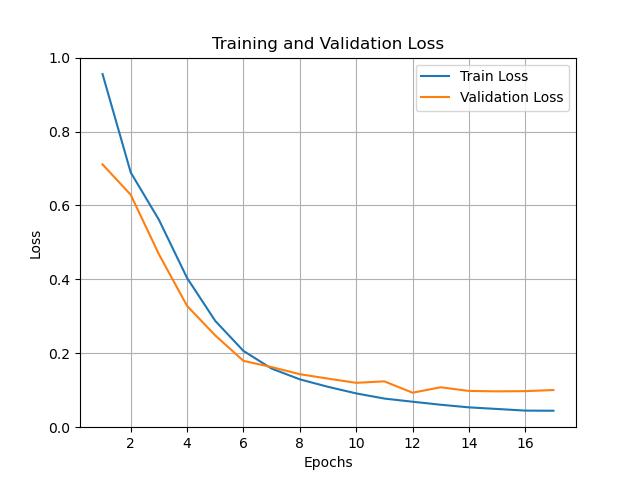 Training and Validation Loss
Train Loss
Validation Loss
1.0
0.8
0.6
0.4
0.2
0.0
Loss
2 4 6 8 10 12 14 16
Epochs